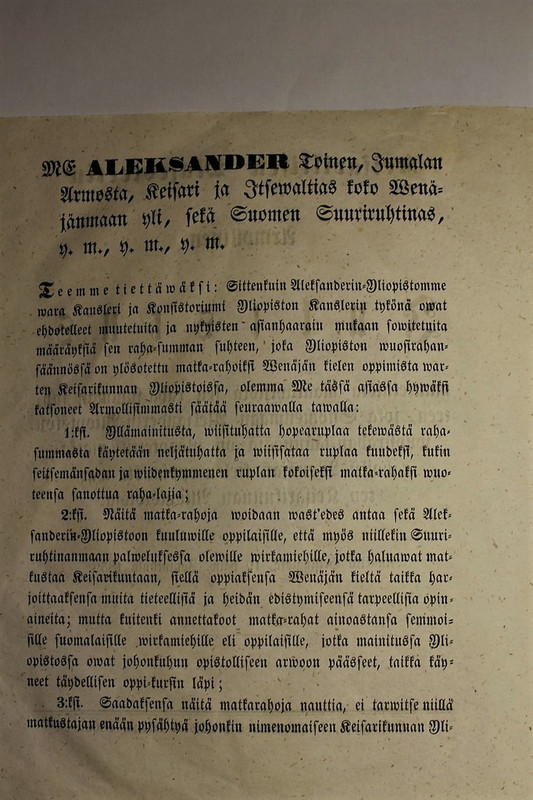 ME ALEKSANDER Toinen, Jumalan
Armosta, Keisari ja Itsewaltias koko Wenä-
jänmaan yli, sekä Suomen Suuriruhtinas,
y. m., y. m., y. m.
Teemme tiettäwäksi: Sittenkuin Aleksanderin-Yliopistomme
wara Kansleri ja Konsistoriumi Yliopiston Kanslerin tykönä owat
ehdotelleet muutetuita ja nykyisten asianhaarain mukaan sowitetuita
määräyksiä sen raha-summan suhteen, joka Yliopiston wuosirahan-
säännössä on ylösotettu matka-rahoiksi Wenäjän kielen oppimista war-
ten Keisarikunnan Yliopistoissa, olemma Me tässä asiassa hywäksi
katsoneet Armollisimmasti säätää seuraawalla tawalla:
1:ksi. Yllämainitusta, wiisituhatta hopearuplaa tekewästä raha-
summasta käytetään neljätuhatta ja wiisisataa ruplaa kuudeksi, kukin
seitsemänsadan ja wiidenkymmenen ruplan kokoiseksi matka-rahaksi wuo-
teensa sanottua raha-lajia;
2:ksi. Näitä matka-rahoja woidaan wast'edes antaa sekä Alek-
sanderin-Yliopistoon kuuluwille oppilaisille, että myös niillekin Suuri-
ruhtinanmaan palweluksessa olewille wirkamiehille, jotka haluawat mat-
kustaa Keisarikuntaan, siellä oppiaksensa Wenäjän kieltä taikka har-
joittaaksensa muita tieteellisiä ja heidän edistymiseensä tarpeellisia opin-
aineita; mutta kuitenki annettakoot matka-rahat ainoastansa semmoi-
sille suomalaisille wirkamiehille eli oppilaisille, jotka mainitussa Yli-
opistossa owat johonkuhun opistolliseen arwoon päässeet, taikka käy-
neet täydellisen oppi-kursin läpi;
3:ksi. Saadaksensa näitä matkarahoja nauttia, ei tarwitse niillä
matkustajan enään pysähtyä johonkin nimenomaiseen Keisarikunnan Yli-